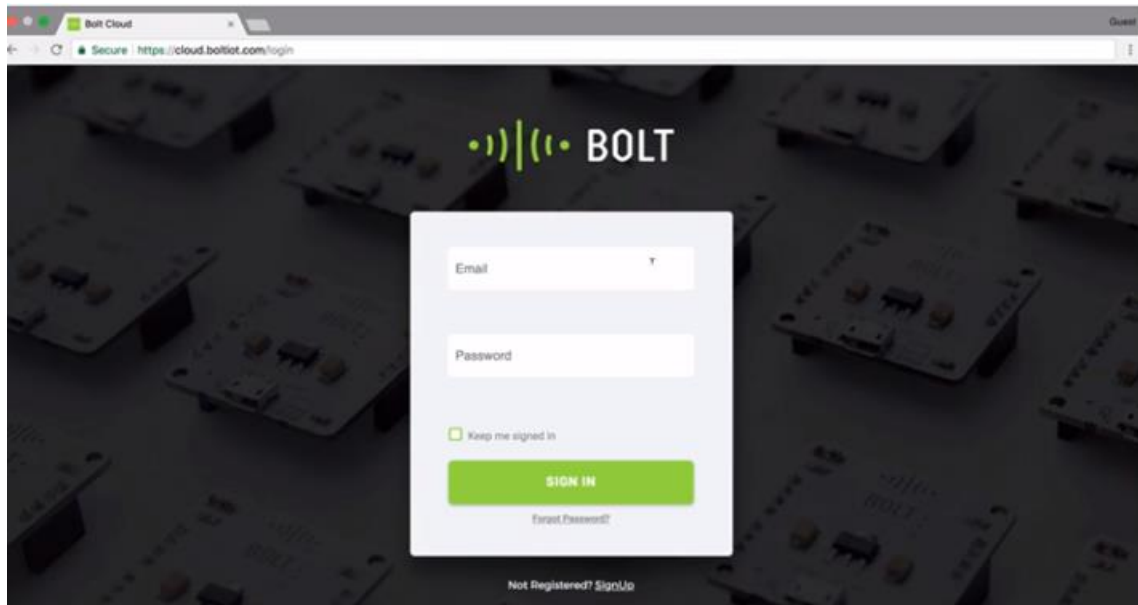 Bolt Cloud
Guest
Secure https://cloud.boltiot.com/login
BOLT
Email
Password
Keep me signed in
SIGN IN
Forgot Password?
Not Registered? SignUp
BOLT